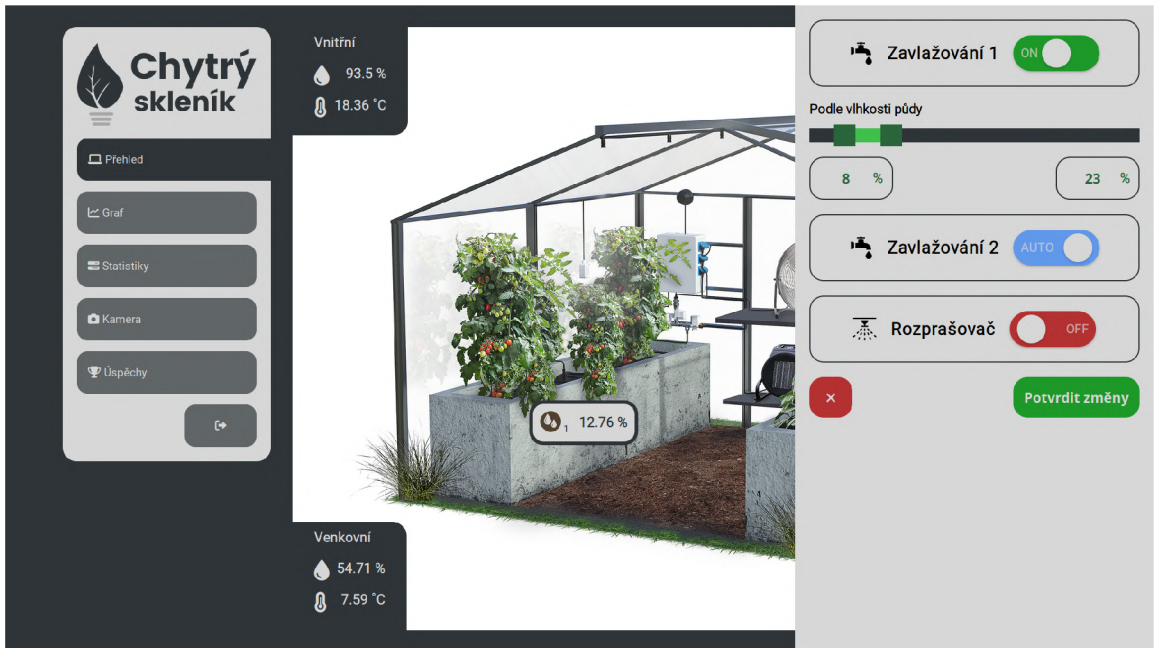 Chytrý
skleník
Přehled
Graf
Statistiky
Kamera
Úspěchy
Vnitřní
93.5 %
18.36 °C
1 12.76 %
Venkovní
54.71 %
7.59 °C
Zavlažování 1 ON
Podle vlhkosti půdy
8 %
23 %
Zavlažování 2 AUTO
Rozprašovač OFF
× Potvrdit změny